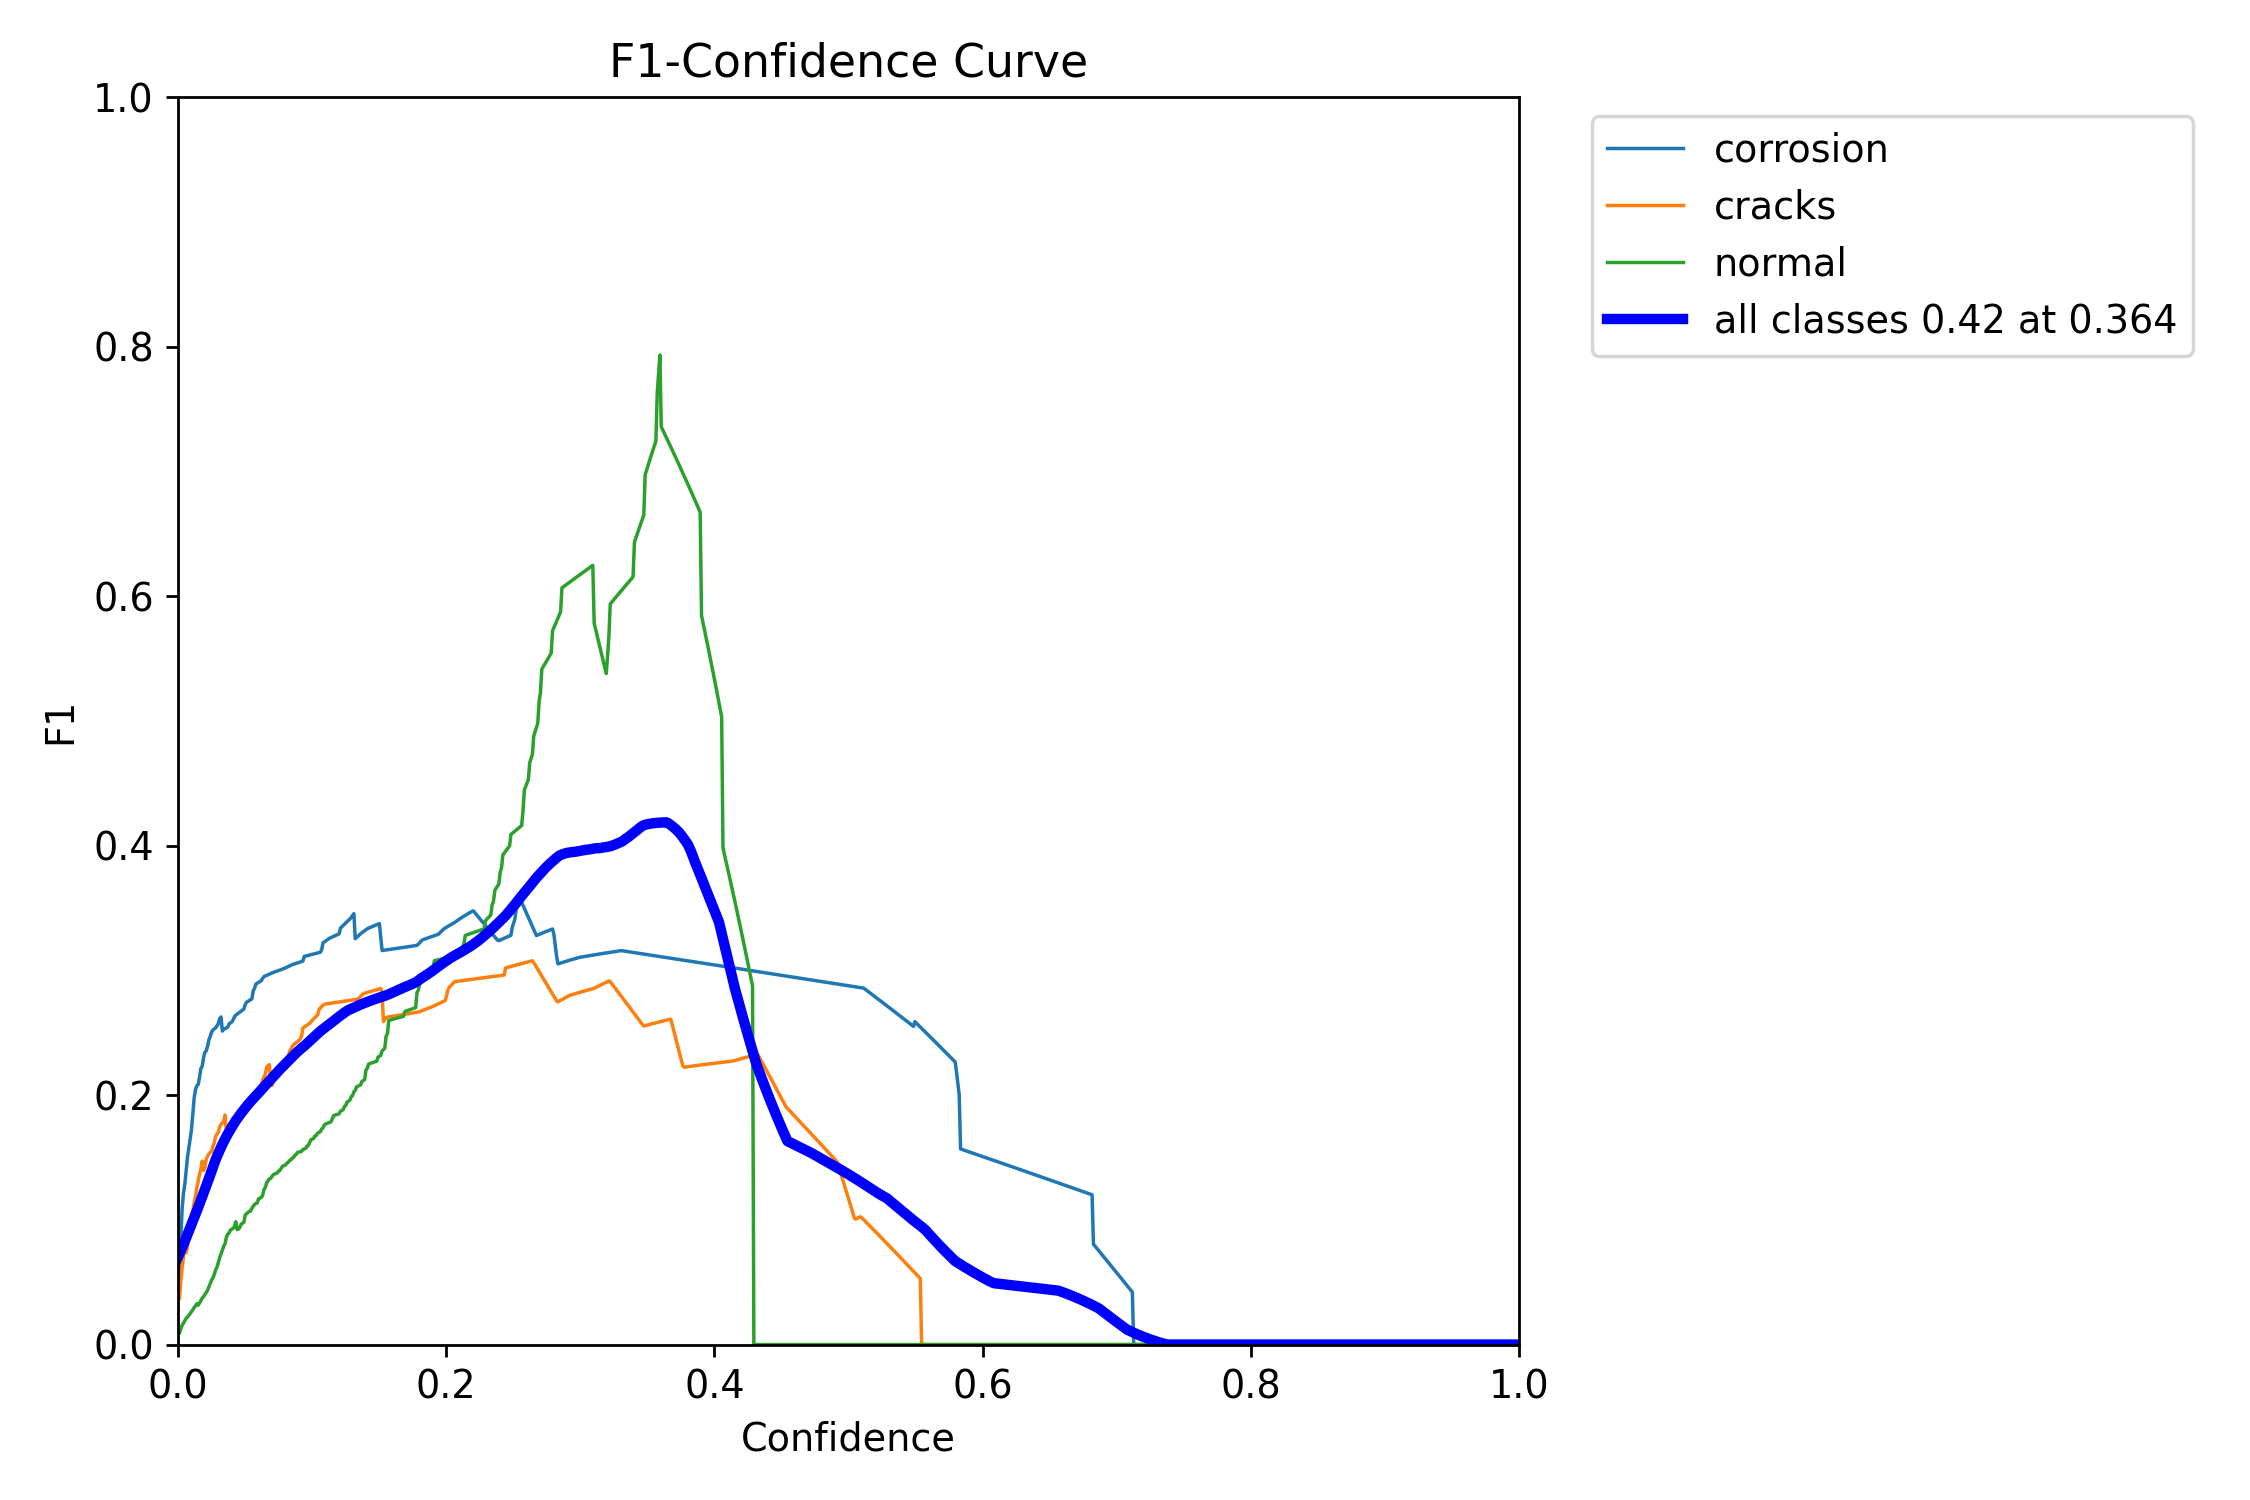 F1-Confidence Curve
1.0
0.8
0.6
0.4
0.2
0.0
F1
0.0 0.2 0.4 0.6 0.8 1.0
Confidence
corrosion
cracks
normal
all classes 0.42 at 0.364